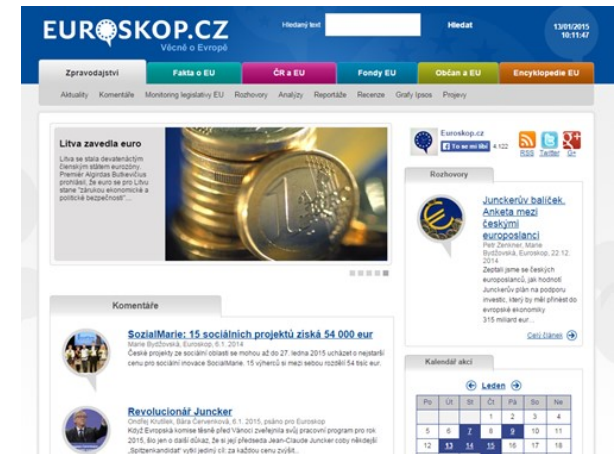 EUROSKOP.CZ
Věcně o Evropě
Hledaný text
Hledat
13/01/2015
10:11:47
Zpravodajství
Fakta o EU
ČR a EU
Fondy EU
Občan a EU
Encyklopedie EU
Aktuality Komentáře Monitoring legislativy EU Rozhovory Analýzy Reportáže Recenze Grafy Ipsos Projevy
Litva zavedla euro
Litva se stala devatenáctým
členským státem eurozóny.
Premiér Algirdas Butkevičius
prohlásil, že euro se pro Litvu
stane "zárukou ekonomické a
politické bezpečnosti"...
Euroskop.cz
To se mi líbí 4 122
RSS Twitter G+
Komentáře
SozialMarie: 15 sociálních projektů získá 54 000 eur
Marie Bydžovská, Euroskop, 6.1. 2014
České projekty ze sociální oblasti se mohou až do 27. ledna 2015 ucházet o nejstarší
cenu pro sociální inovace SozialMarie. 15 výherců si mezi sebou rozdělí 54 tisíc eur.
Revolucionář Juncker
Ondřej Krutílek, Bára Červenková, 6.1. 2015, psáno pro Euroskop
Když Evropská komise těsně před Vánoci zveřejnila svůj pracovní program pro rok
2015, šlo jen o další důkaz, že si její předseda Jean-Claude Juncker coby někdejší
„Spitzenkandidat“ vytkl jediný cíl: za každou cenu zvýšit...
Rozhovory
Junckerův balíček.
Anketa mezi
českými
europoslanci
Petr Zenkner, Marie
Bydžovská, Euroskop, 22.12.
2014
Zeptali jsme se českých
europoslanců, jak hodnotí
Junckerův plán na podporu
investic, který by měl přinést do
evropské ekonomiky
315 miliard eur...
Celý článek
Kalendář akcí
Leden
Po Út St Čt Pá So Ne
1 2 3 4
5 6 7 8 9 10 11
12 13 14 15 16 17 18